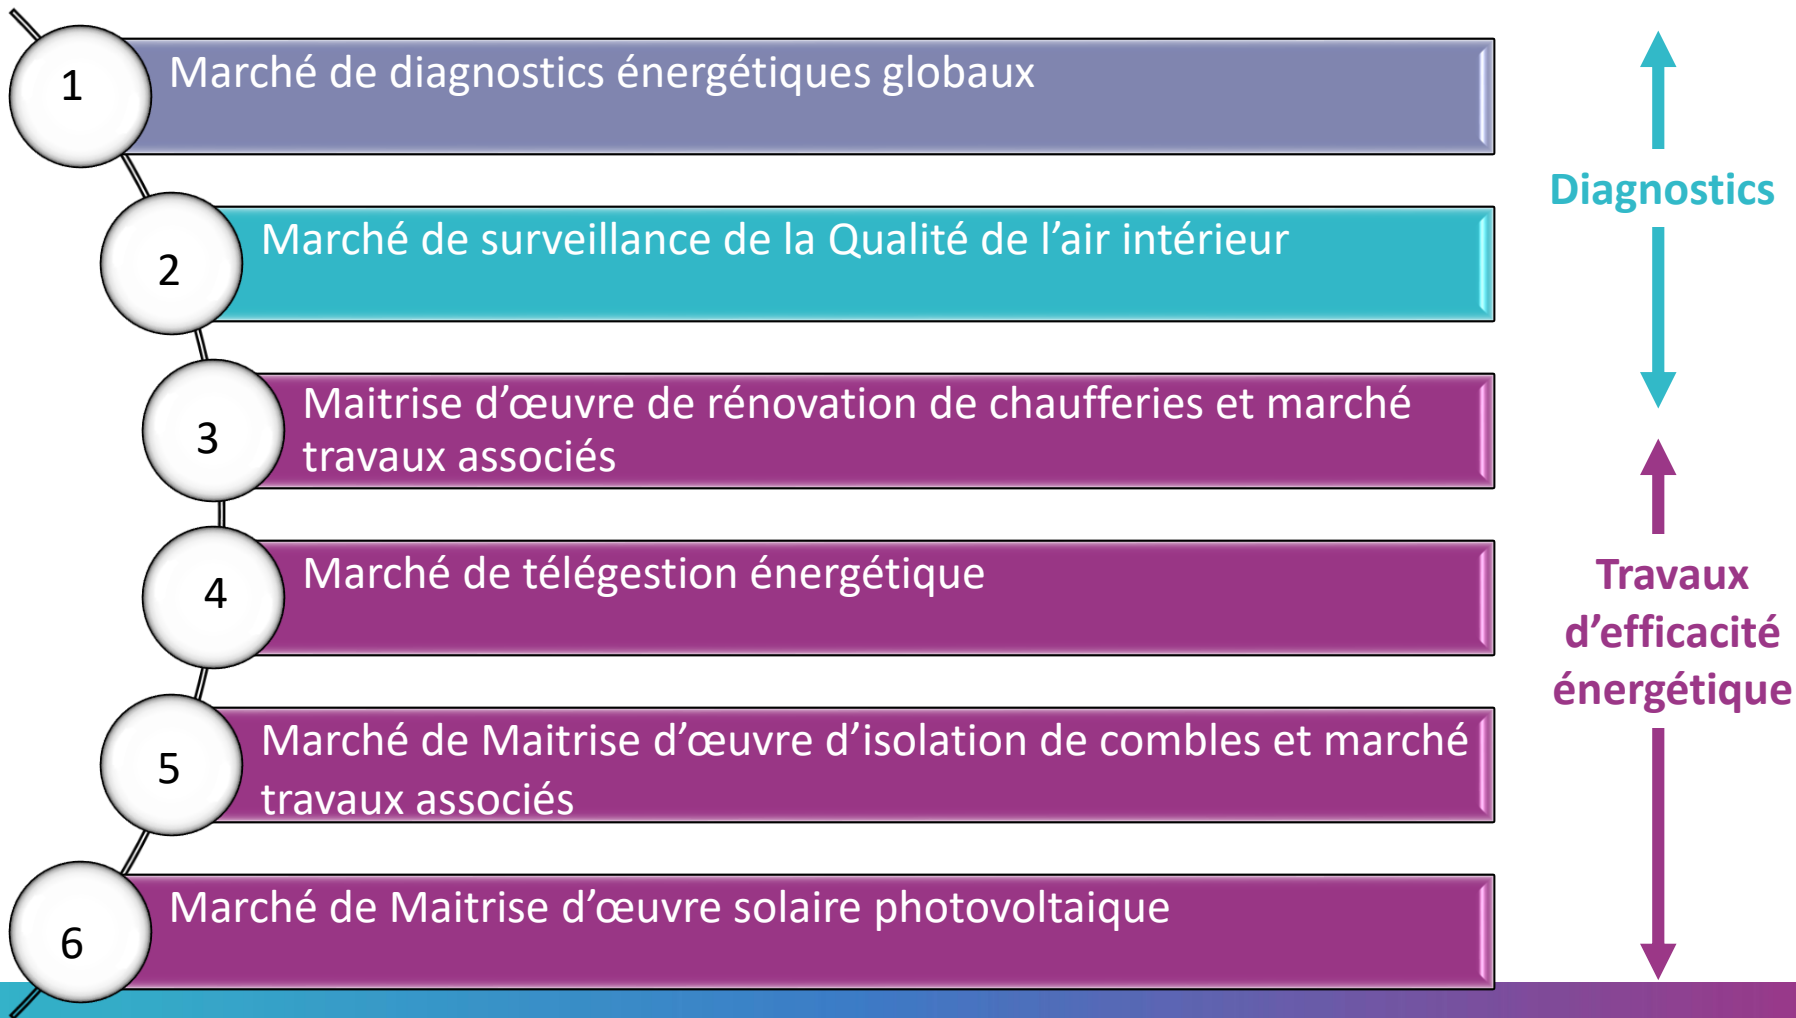 1
Marché de diagnostics énergétiques globaux
2
Marché de surveillance de la Qualité de l’air intérieur
Diagnostics
3
Maitrise d’œuvre de rénovation de chaufferies et marché
travaux associés
4
Marché de télégestion énergétique
5
Marché de Maitrise d’œuvre d’isolation de combles et marché
travaux associés
6
Marché de Maitrise d’œuvre solaire photovoltaique
Travaux
d’efficacité
énergétique